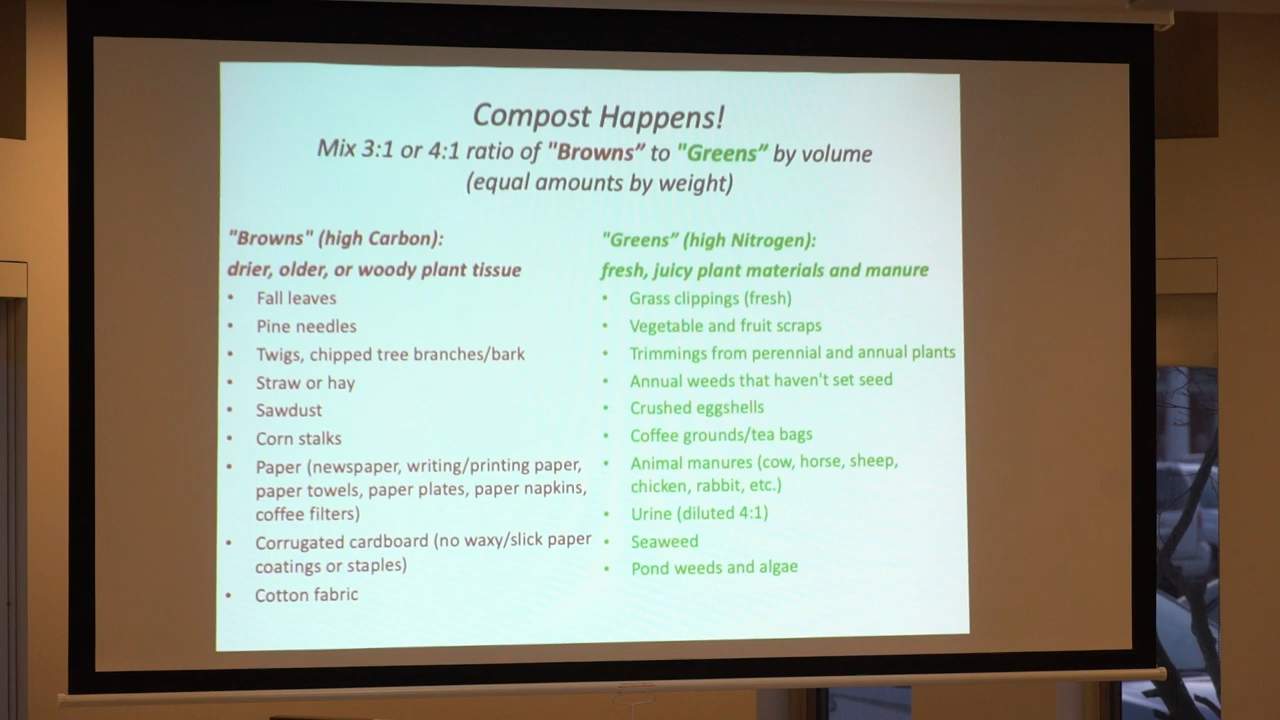 Compost Happens!
Mix 3:1 or 4:1 ratio of "Browns” to "Greens” by volume
(equal amounts by weight)
"Browns" (high Carbon):
drier, older, or woody plant tissue
• Fall leaves
• Pine needles
• Twigs, chipped tree branches/bark
• Straw or hay
• Sawdust
• Corn stalks
• Paper (newspaper, writing/printing paper,
paper towels, paper plates, paper napkins,
coffee filters)
• Corrugated cardboard (no waxy/slick paper
coatings or staples)
• Cotton fabric
"Greens” (high Nitrogen):
fresh, juicy plant materials and manure
• Grass clippings (fresh)
• Vegetable and fruit scraps
• Trimmings from perennial and annual plants
• Annual weeds that haven't set seed
• Crushed eggshells
• Coffee grounds/tea bags
• Animal manures (cow, horse, sheep,
chicken, rabbit, etc.)
• Urine (diluted 4:1)
• Seaweed
• Pond weeds and algae